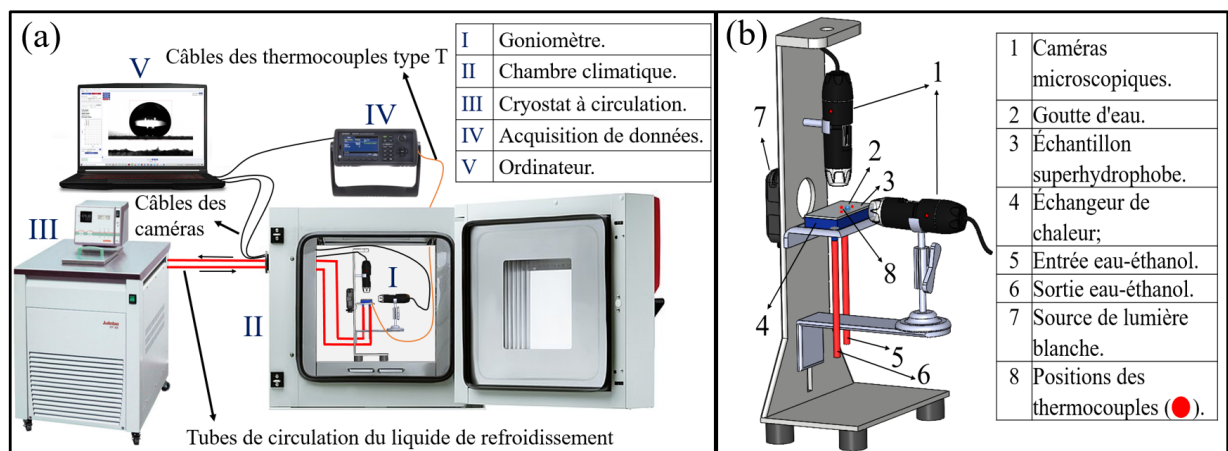 (a)
V
Câbles des thermocouples type T
IV
I Goniomètre.
II Chambre climatique.
III Cryostat à circulation.
IV Acquisition de données.
V Ordinateur.
Câbles des
caméras
III
I
II
Tubes de circulation du liquide de refroidissement
(b)
1
7
2
3
8
4
5
6
1 Caméras
microscopiques.
2 Goutte d'eau.
3 Échantillon
superhydrophobe.
4 Échangeur de
chaleur;
5 Entrée eau-éthanol.
6 Sortie eau-éthanol.
7 Source de lumière
blanche.
8 Positions des
thermocouples ( ).